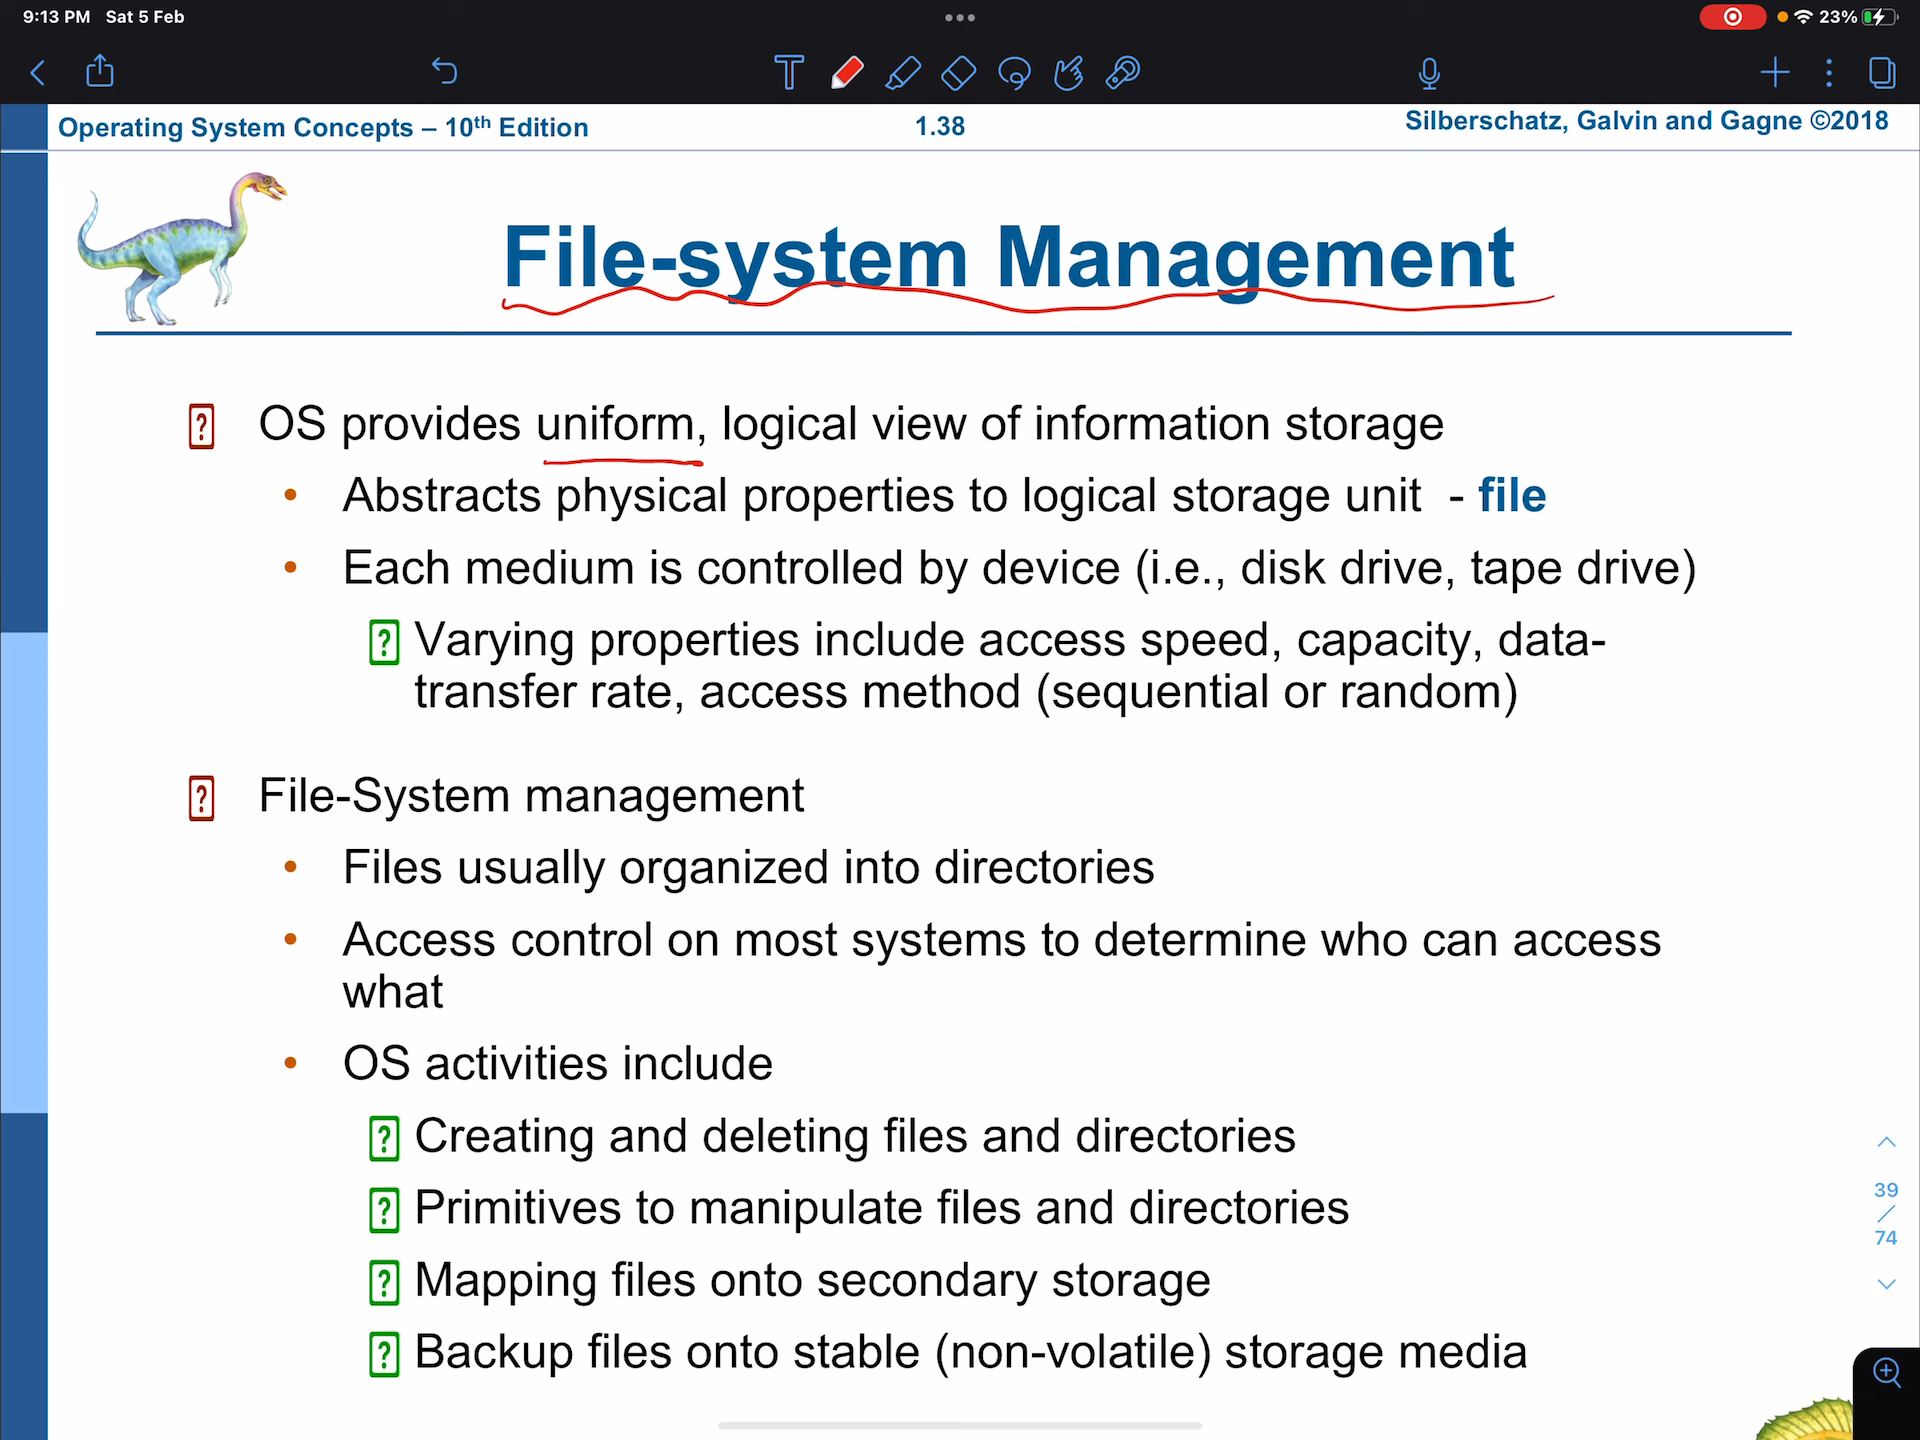 9:13 PM Sat 5 Feb
23%
Operating System Concepts – 10th Edition
1.38
Silberschatz, Galvin and Gagne ©2018
File-system Management
OS provides uniform, logical view of information storage
• Abstracts physical properties to logical storage unit - file
• Each medium is controlled by device (i.e., disk drive, tape drive)
Varying properties include access speed, capacity, data-
transfer rate, access method (sequential or random)
File-System management
• Files usually organized into directories
• Access control on most systems to determine who can access
what
• OS activities include
Creating and deleting files and directories
Primitives to manipulate files and directories
Mapping files onto secondary storage
Backup files onto stable (non-volatile) storage media
39
/
74